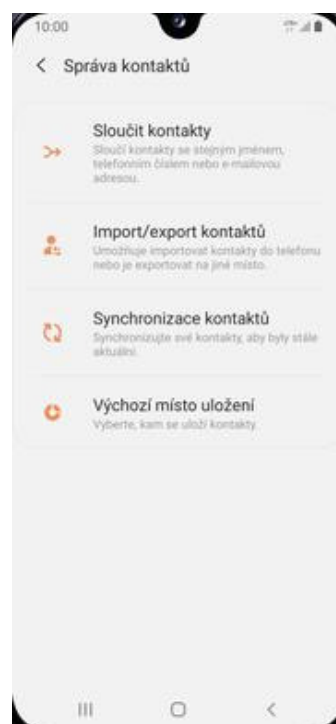 10:00
Správa kontaktů
Sloučit kontakty
Sloučí kontakty se stejným jménem,
telefonním číslem nebo e-mailovou
adresou.
Import/export kontaktů
Umožňuje importovat kontakty do telefonu
nebo je exportovat na jiné místo.
Synchronizace kontaktů
Synchronizujte své kontakty, aby byly stále
aktuální.
Výchozí místo uložení
Vyberte, kam se uloží kontakty.